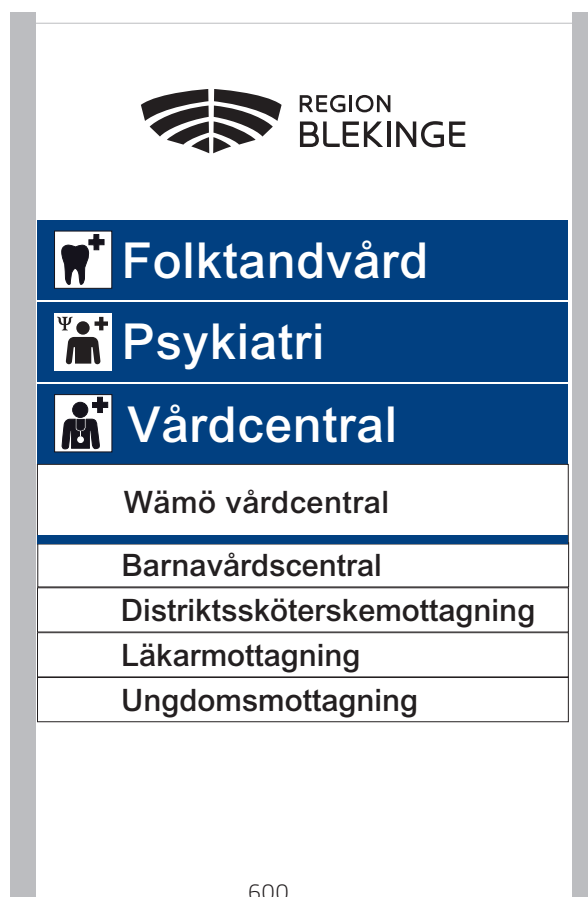 REGION
BLEKINGE
Folktandvård
Ψ
Psykiatri
Vårdcentral
Wämö vårdcentral
Barnavårdscentral
Distriktssköterskemottagning
Läkarmottagning
Ungdomsmottagning
600